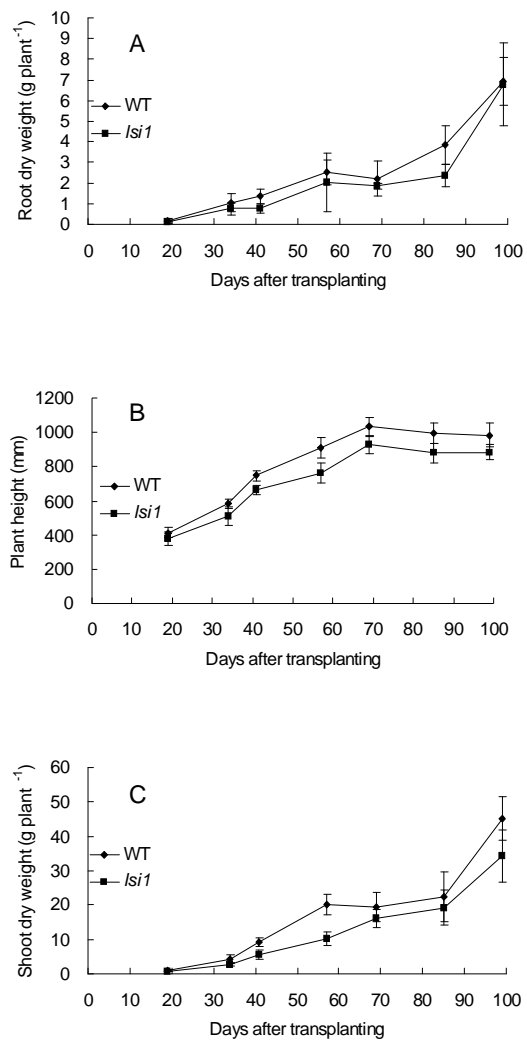 A
Root dry weight (g plant⁻¹)
10
9
8
7
6
5
4
3
2
1
0
WT
lsi1
0 10 20 30 40 50 60 70 80 90 100
Days after transplanting
B
Plant height (mm)
1200
1000
800
600
400
200
0
WT
lsi1
0 10 20 30 40 50 60 70 80 90 100
Days after transplanting
C
Shoot dry weight (g plant ⁻¹)
60
50
40
30
20
10
0
WT
lsi1
0 10 20 30 40 50 60 70 80 90 100
Days after transplanting